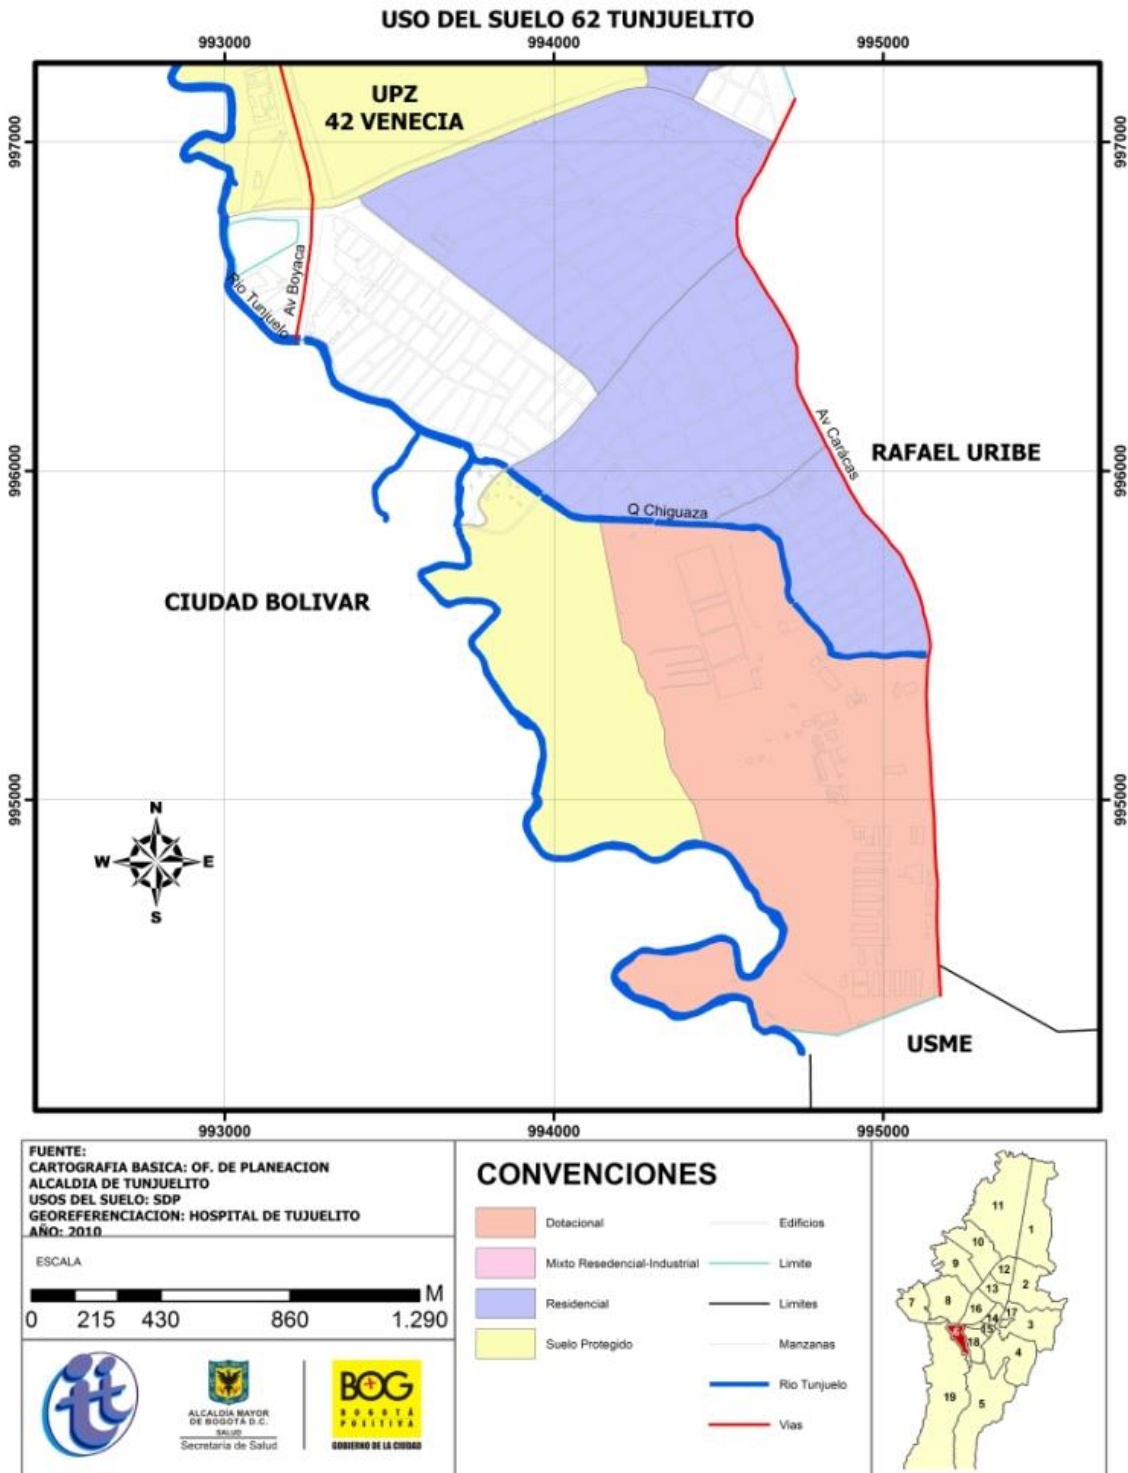 USO DEL SUELO 62 TUNJUELITO
993000
994000
995000
UPZ
42 VENECIA
997000
997000
Av Boyaca
Rio Tunjuelo
Av Carácas
RAFAEL URIBE
996000
996000
Q Chiguaza
CIUDAD BOLIVAR
995000
995000
N
W
E
S
USME
993000
994000
995000
FUENTE:
CARTOGRAFIA BASICA: OF. DE PLANEACION
ALCALDIA DE TUNJUELITO
USOS DEL SUELO: SDP
GEOREFERENCIACION: HOSPITAL DE TUJUELITO
AÑO: 2010
ESCALA
M
0 215 430 860 1.290
ALCALDÍA MAYOR
DE BOGOTÁ D.C.
SALUD
Secretaría de Salud
BOG
BOGOTÁ
POSITIVA
GOBIERNO DE LA CIUDAD
CONVENCIONES
Dotacional
Mixto Resedencial-Industrial
Residencial
Suelo Protegido
Edificios
Limite
Limites
Manzanas
Rio Tunjuelo
Vias
11
1
10
9
12
2
13
7
8
16
14
17
3
15
6
18
4
19
5